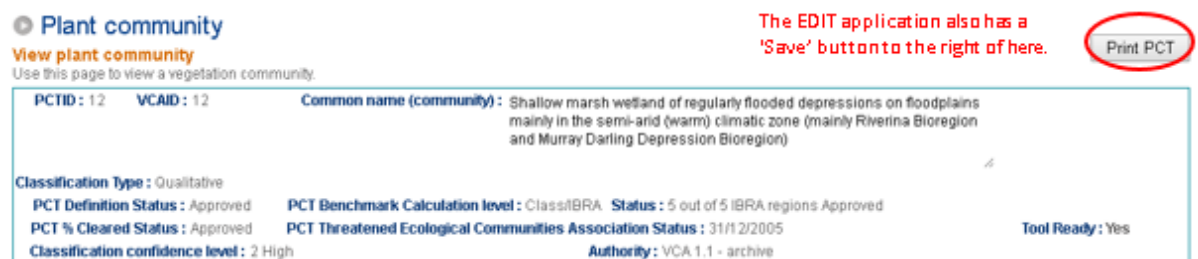 Plant community
The EDIT application also has a
'Save' button to the right of here.
Print PCT
View plant community
Use this page to view a vegetation community.
PCTID : 12 VCAID : 12 Common name (community) : Shallow marsh wetland of regularly flooded depressions on floodplains
mainly in the semi-arid (warm) climatic zone (mainly Riverina Bioregion
and Murray Darling Depression Bioregion)
Classification Type : Qualitative
PCT Definition Status : Approved PCT Benchmark Calculation level : Class/IBRA Status : 5 out of 5 IBRA regions Approved
PCT % Cleared Status : Approved PCT Threatened Ecological Communities Association Status : 31/12/2005 Tool Ready : Yes
Classification confidence level : 2 High Authority : VCA 1.1 - archive